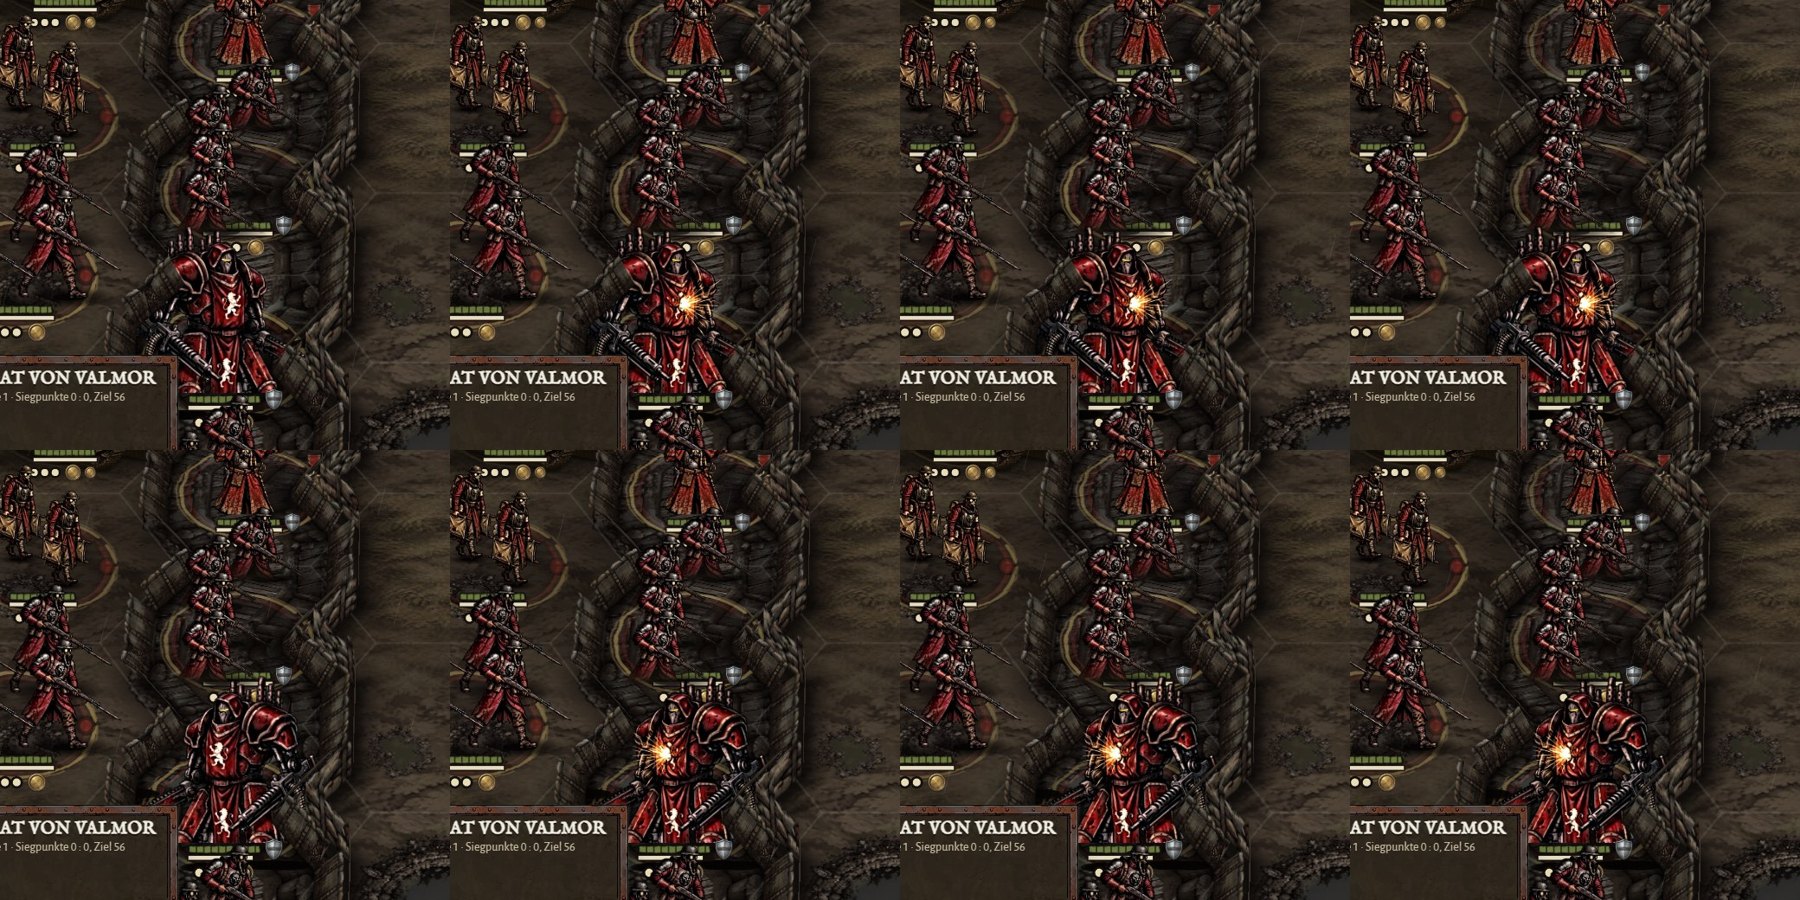 AT VON VALMOR
1 · Siegpunkte 0 : 0, Ziel 56
AT VON VALMOR
1 · Siegpunkte 0 : 0, Ziel 56
AT VON VALMOR
1 · Siegpunkte 0 : 0, Ziel 56
AT VON VALMOR
1 · Siegpunkte 0 : 0, Ziel 56
AT VON VALMOR
1 · Siegpunkte 0 : 0, Ziel 56
AT VON VALMOR
1 · Siegpunkte 0 : 0, Ziel 56
AT VON VALMOR
1 · Siegpunkte 0 : 0, Ziel 56
AT VON VALMOR
1 · Siegpunkte 0 : 0, Ziel 56